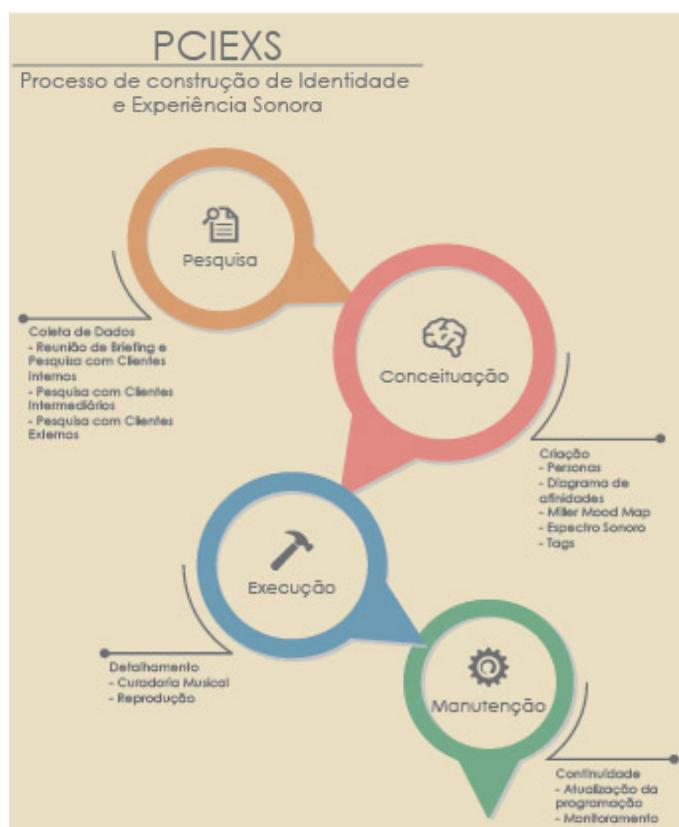 PCIEXS
Processo de construção de Identidade
e Experiência Sonora
Pesquisa
Coleta de Dados
- Reunião de Briefing e
Pesquisa com Clientes
Internos
- Pesquisa com Clientes
Intermediários
- Pesquisa com Clientes
Externos
Conceituação
Criação
- Personas
- Diagrama de
afinidades
- Miller Mood Map
- Espectro Sonoro
- Tags
Execução
Detalhamento
- Curadoria Musical
- Reprodução
Manutenção
Continuidade
- Atualização da
programação
- Monitoramento